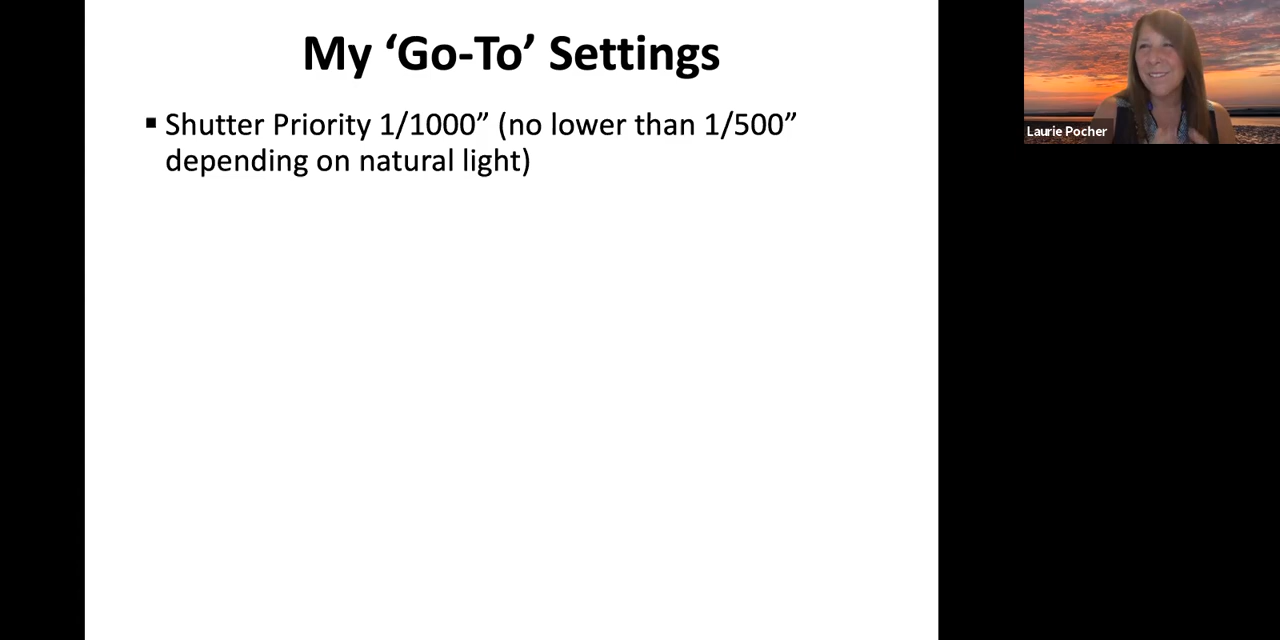 My ‘Go-To’ Settings
▪ Shutter Priority 1/1000” (no lower than 1/500”
depending on natural light)
Laurie Pocher